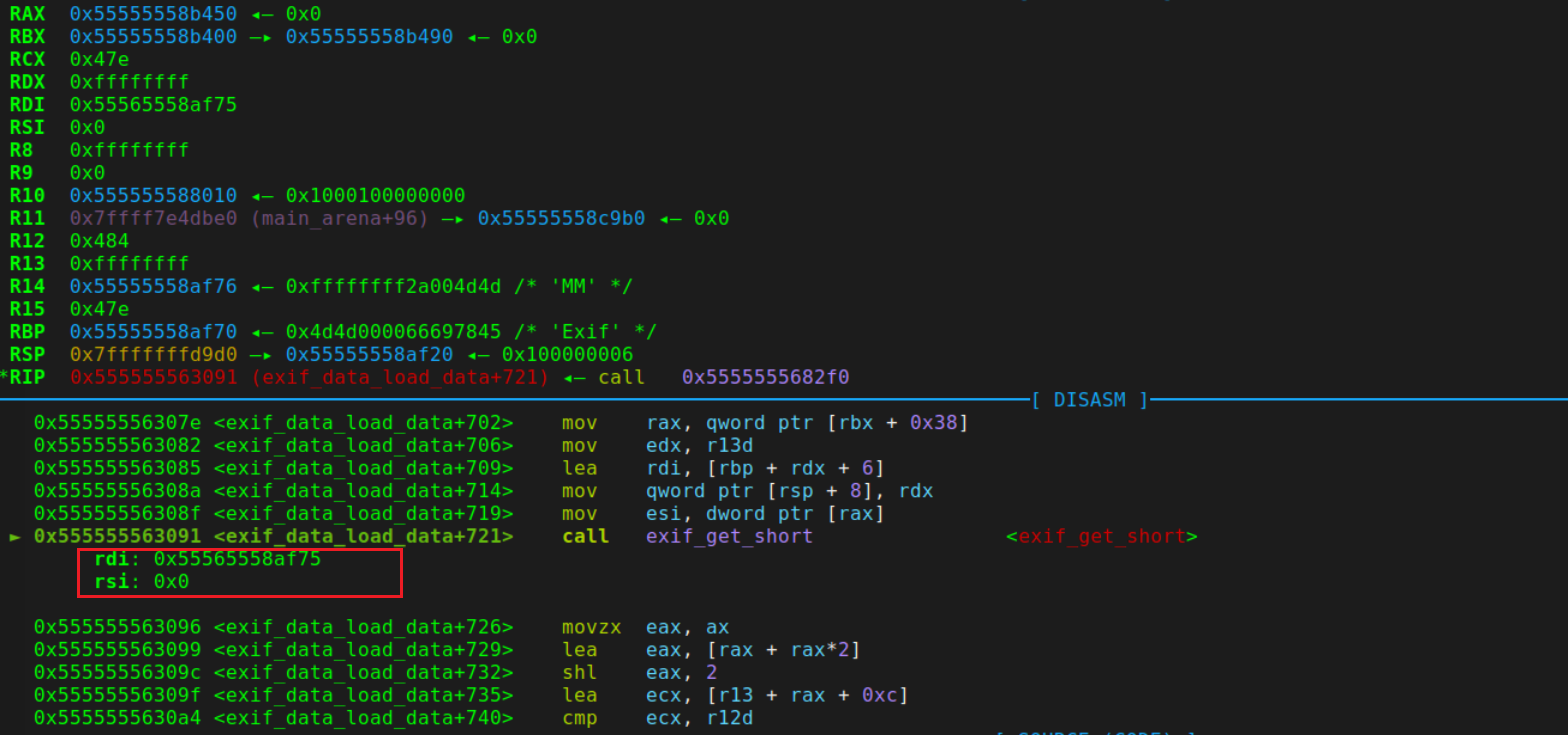 RAX 0x55555558b450 ◂— 0x0
RBX 0x55555558b400 —▸ 0x55555558b490 ◂— 0x0
RCX 0x47e
RDX 0xffffffff
RDI 0x55565558af75
RSI 0x0
R8 0xffffffff
R9 0x0
R10 0x555555588010 ◂— 0x1000100000000
R11 0x7ffff7e4dbe0 (main_arena+96) —▸ 0x55555558c9b0 ◂— 0x0
R12 0x484
R13 0xffffffff
R14 0x55555558af76 ◂— 0xffffffff2a004d4d /* 'MM' */
R15 0x47e
RBP 0x55555558af70 ◂— 0x4d4d000066697845 /* 'Exif' */
RSP 0x7fffffffd9d0 —▸ 0x55555558af20 ◂— 0x100000006
*RIP 0x555555563091 (exif_data_load_data+721) ◂— call 0x5555555682f0
[ DISASM ]
0x55555556307e <exif_data_load_data+702> mov rax, qword ptr [rbx + 0x38]
0x555555563082 <exif_data_load_data+706> mov edx, r13d
0x555555563085 <exif_data_load_data+709> lea rdi, [rbp + rdx + 6]
0x55555556308a <exif_data_load_data+714> mov qword ptr [rsp + 8], rdx
0x55555556308f <exif_data_load_data+719> mov esi, dword ptr [rax]
► 0x555555563091 <exif_data_load_data+721> call exif_get_short <exif_get_short>
rdi: 0x55565558af75
rsi: 0x0
0x555555563096 <exif_data_load_data+726> movzx eax, ax
0x555555563099 <exif_data_load_data+729> lea eax, [rax + rax*2]
0x55555556309c <exif_data_load_data+732> shl eax, 2
0x55555556309f <exif_data_load_data+735> lea ecx, [r13 + rax + 0xc]
0x5555555630a4 <exif_data_load_data+740> cmp ecx, r12d